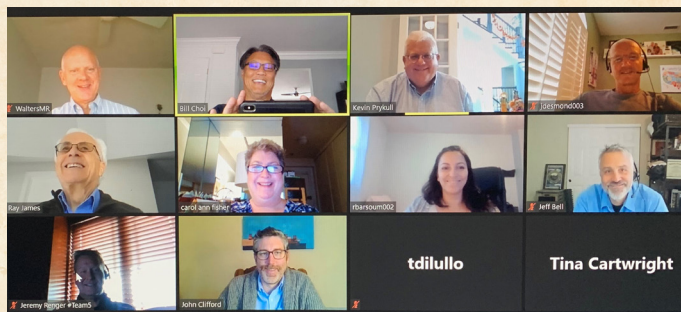 WaltersMR
Bill Choi
Kevin Prykull
joesmond003
Ray James
carol ann fisher
rbarsoum002
Jeff Bell
Jeremy Renger #Team5
John Clifford
tdilullo
Tina Cartwright